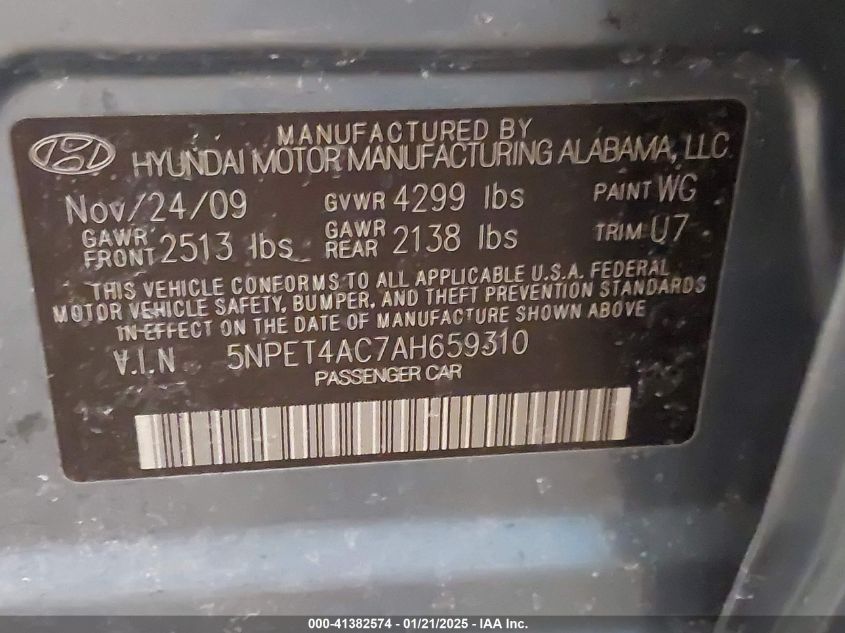 MANUFACTURED BY
HYUNDAI MOTOR MANUFACTURING ALABAMA, LLC.
Nov/24/09 GVWR 4299 lbs PAINT WG
GAWR FRONT 2513 lbs GAWR REAR 2138 lbs TRIM U7
THIS VEHICLE CONFORMS TO ALL APPLICABLE U.S.A. FEDERAL
MOTOR VEHICLE SAFETY, BUMPER, AND THEFT PREVENTION STANDARDS
IN EFFECT ON THE DATE OF MANUFACTURE SHOWN ABOVE
V.I.N 5NPET4AC7AH659310
PASSENGER CAR
000-41382574 - 01/21/2025 - IAA Inc.